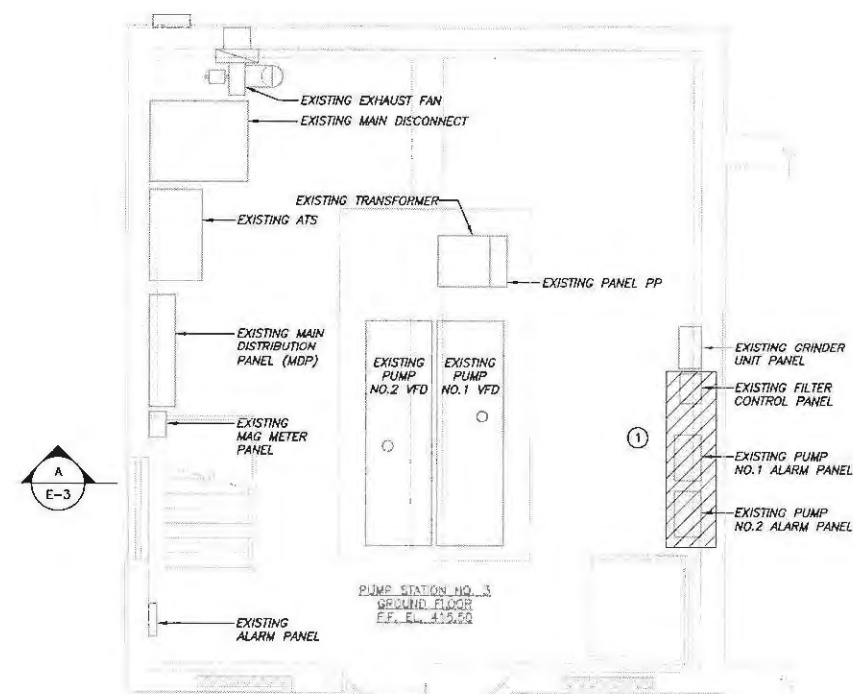 EXISTING EXHAUST FAN
EXISTING MAIN DISCONNECT
EXISTING TRANSFORMER
EXISTING ATS
EXISTING PANEL PP
EXISTING MAIN
DISTRIBUTION
PANEL (MDP)
EXISTING
PUMP
NO.2 VFD
EXISTING
PUMP
NO.1 VFD
EXISTING GRINDER
UNIT PANEL
EXISTING FILTER
CONTROL PANEL
EXISTING
MAG METER
PANEL
1
EXISTING PUMP
NO.1 ALARM PANEL
A
E-3
EXISTING PUMP
NO.2 ALARM PANEL
PUMP STATION NO. 3
GROUND FLOOR
F.F. EL. 415.50
EXISTING
ALARM PANEL